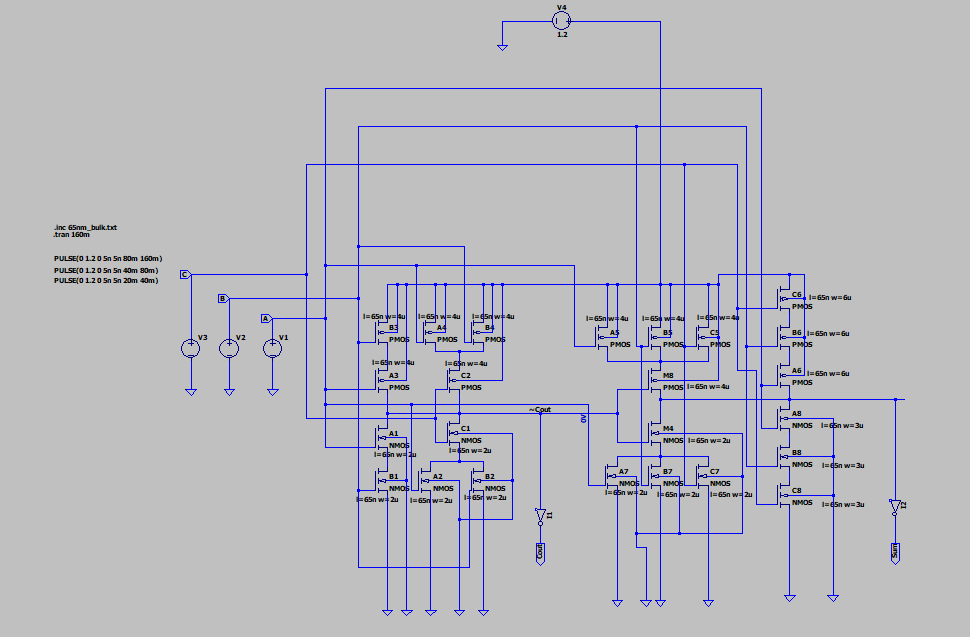 V4
1.2
.inc 65nm_bulk.txt
.tran 160m
PULSE(0 1.2 0 5n 5n 80m 160m)
PULSE(0 1.2 0 5n 5n 40m 80m)
PULSE(0 1.2 0 5n 5n 20m 40m)
C
B
A
V3
V2
V1
l=65n w=4u
B3
PMOS
l=65n w=4u
A4
PMOS
l=65n w=4u
B4
PMOS
l=65n w=4u
A3
PMOS
l=65n w=4u
C2
PMOS
l=65n w=4u
A5
PMOS
l=65n w=4u
B5
PMOS
l=65n w=4u
C5
PMOS
M8
PMOS
l=65n w=4u
C6
PMOS
l=65n w=6u
B6
PMOS
l=65n w=6u
A6
PMOS
l=65n w=6u
~Cout
0V
A1
NMOS
l=65n w=2u
C1
NMOS
l=65n w=2u
B1
NMOS
l=65n w=2u
A2
NMOS
l=65n w=2u
B2
NMOS
l=65n w=2u
M4
NMOS
l=65n w=2u
A7
NMOS
l=65n w=2u
B7
NMOS
l=65n w=2u
C7
NMOS
l=65n w=2u
A8
NMOS
l=65n w=3u
B8
NMOS
l=65n w=3u
C8
NMOS
l=65n w=3u
I1
Cout
I2
Sum